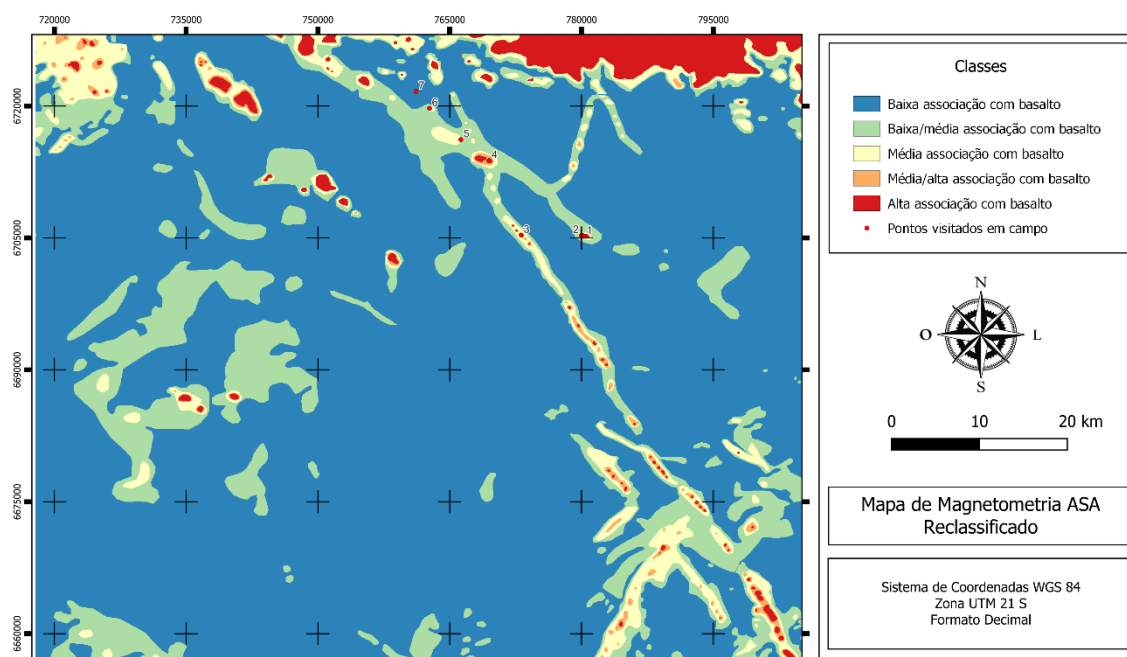 720000 735000 750000 765000 780000 795000
6720000
6705000
6690000
6675000
6660000
7
6
5
4
3
2 1
Classes
Baixa associação com basalto
Baixa/média associação com basalto
Média associação com basalto
Média/alta associação com basalto
Alta associação com basalto
Pontos visitados em campo
N
O L
S
0 10 20 km
Mapa de Magnetometria ASA
Reclassificado
Sistema de Coordenadas WGS 84
Zona UTM 21 S
Formato Decimal